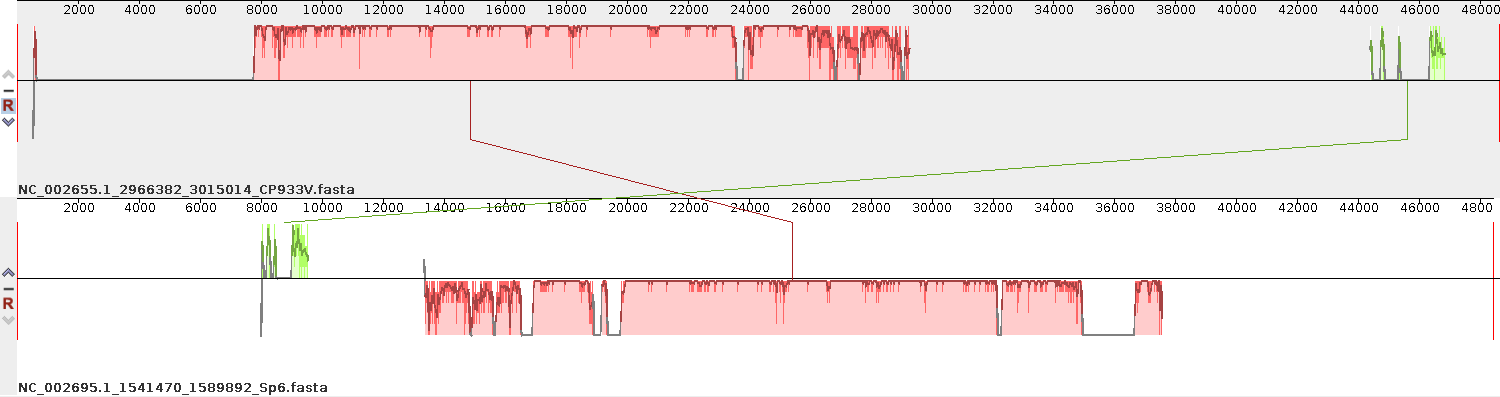 2000 4000 6000 8000 10000 12000 14000 16000 18000 20000 22000 24000 26000 28000 30000 32000 34000 36000 38000 40000 42000 44000 46000 48000
R
NC_002655.1_2966382_3015014_CP933V.fasta
2000 4000 6000 8000 10000 12000 14000 16000 18000 20000 22000 24000 26000 28000 30000 32000 34000 36000 38000 40000 42000 44000 46000 4800
R
NC_002695.1_1541470_1589892_Sp6.fasta